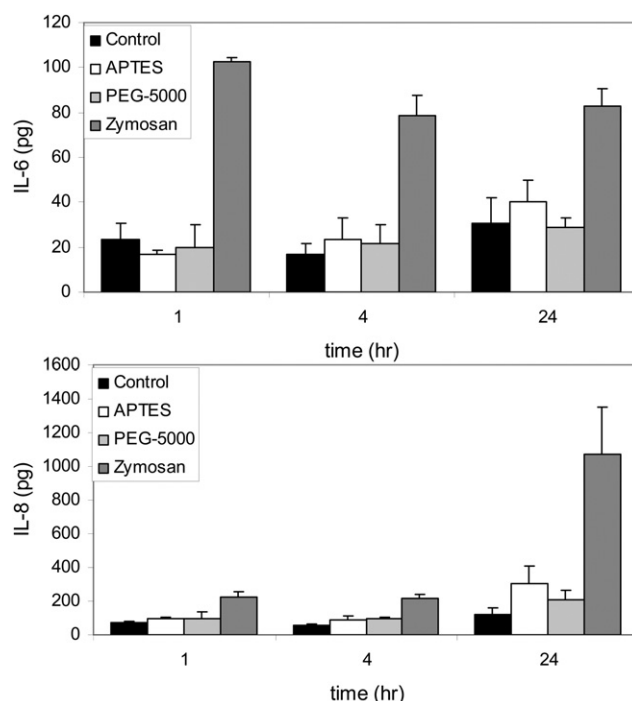 120
100
80
60
40
20
0
IL-6 (pg)
Control
APTES
PEG-5000
Zymosan
1 4 24
time (hr)
1600
1400
1200
1000
800
600
400
200
0
IL-8 (pg)
Control
APTES
PEG-5000
Zymosan
1 4 24
time (hr)